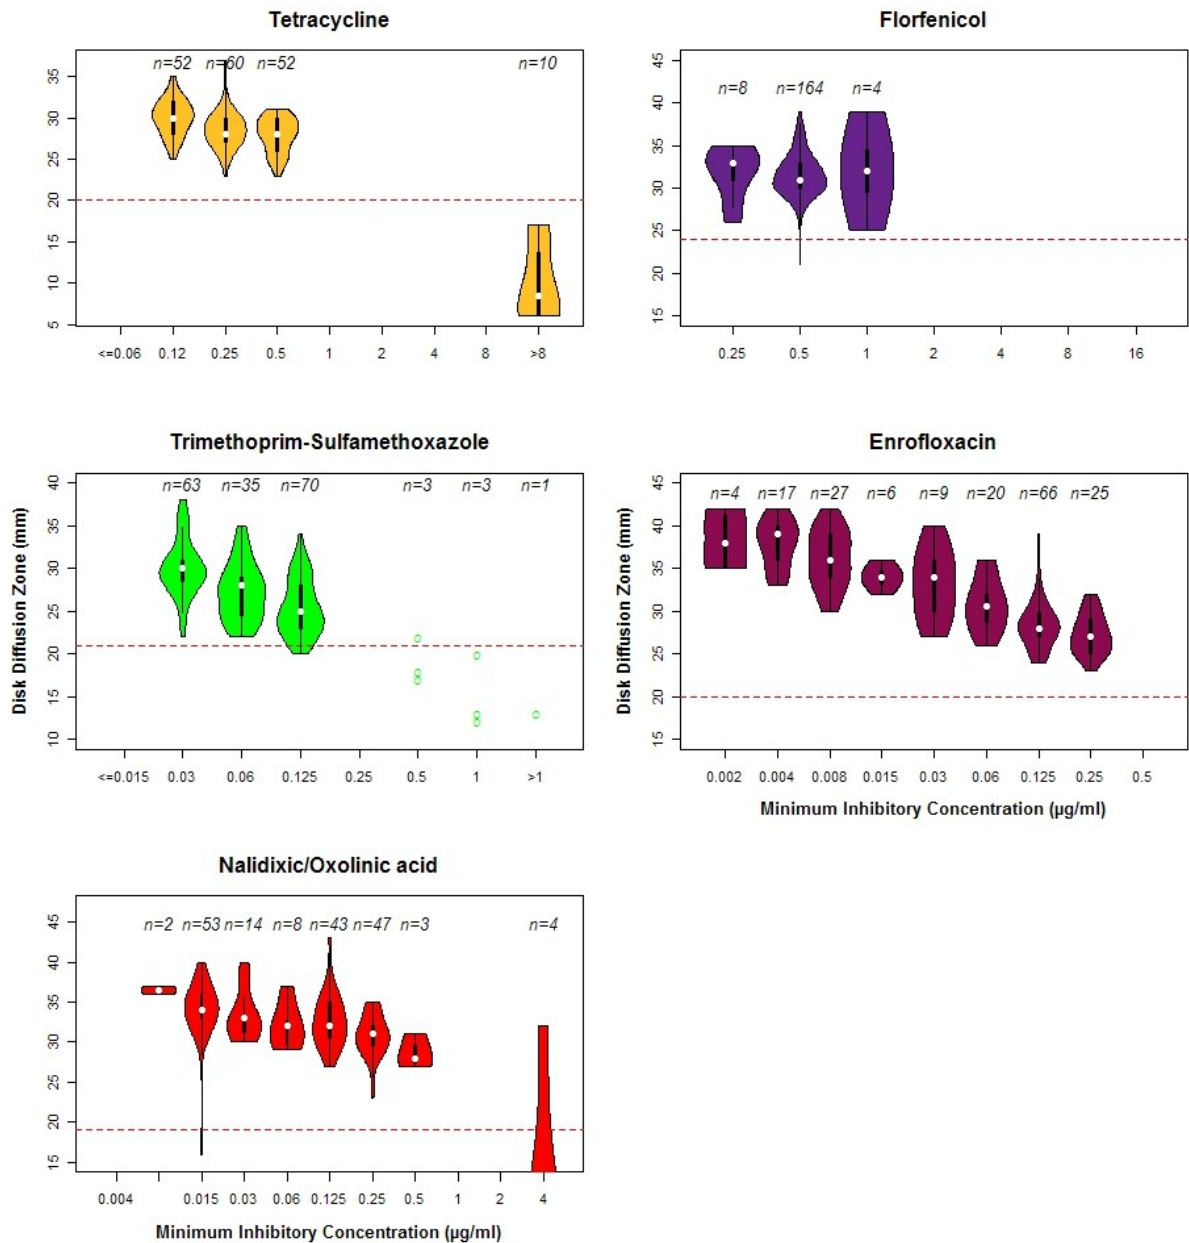 Tetracycline
n=52 n=60 n=52 n=10
35
30
25
20
15
10
5
<=0.06 0.12 0.25 0.5 1 2 4 8 >8
Florfenicol
n=8 n=164 n=4
45
40
35
30
25
20
15
0.25 0.5 1 2 4 8 16
Trimethoprim-Sulfamethoxazole
Disk Diffusion Zone (mm)
n=63 n=35 n=70 n=3 n=3 n=1
40
35
30
25
20
15
10
<=0.015 0.03 0.06 0.125 0.25 0.5 1 >1
Enrofloxacin
Disk Diffusion Zone (mm)
n=4 n=17 n=27 n=6 n=9 n=20 n=66 n=25
45
40
35
30
25
20
15
0.002 0.004 0.008 0.015 0.03 0.06 0.125 0.25 0.5
Minimum Inhibitory Concentration (µg/ml)
Nalidixic/Oxolinic acid
n=2 n=53 n=14 n=8 n=43 n=47 n=3 n=4
45
40
35
30
25
20
15
0.004 0.015 0.03 0.06 0.125 0.25 0.5 1 2 4
Minimum Inhibitory Concentration (µg/ml)